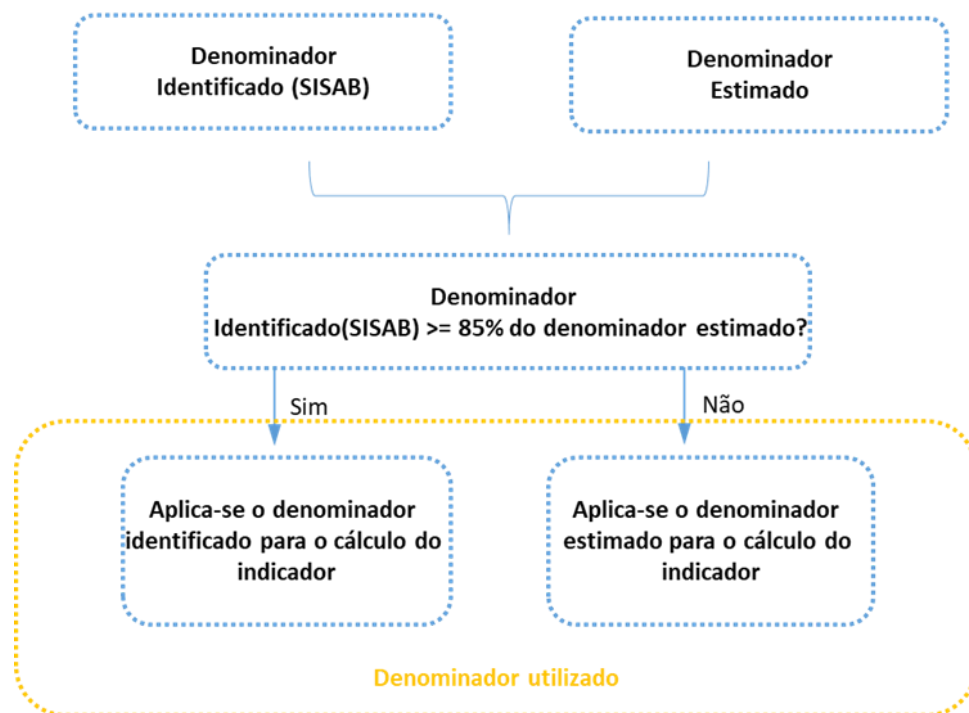 Denominador
Identificado (SISAB)
Denominador
Estimado
Denominador
Identificado(SISAB) >= 85% do denominador estimado?
Sim
Não
Aplica-se o denominador
identificado para o cálculo do
indicador
Aplica-se o denominador
estimado para o cálculo do
indicador
Denominador utilizado